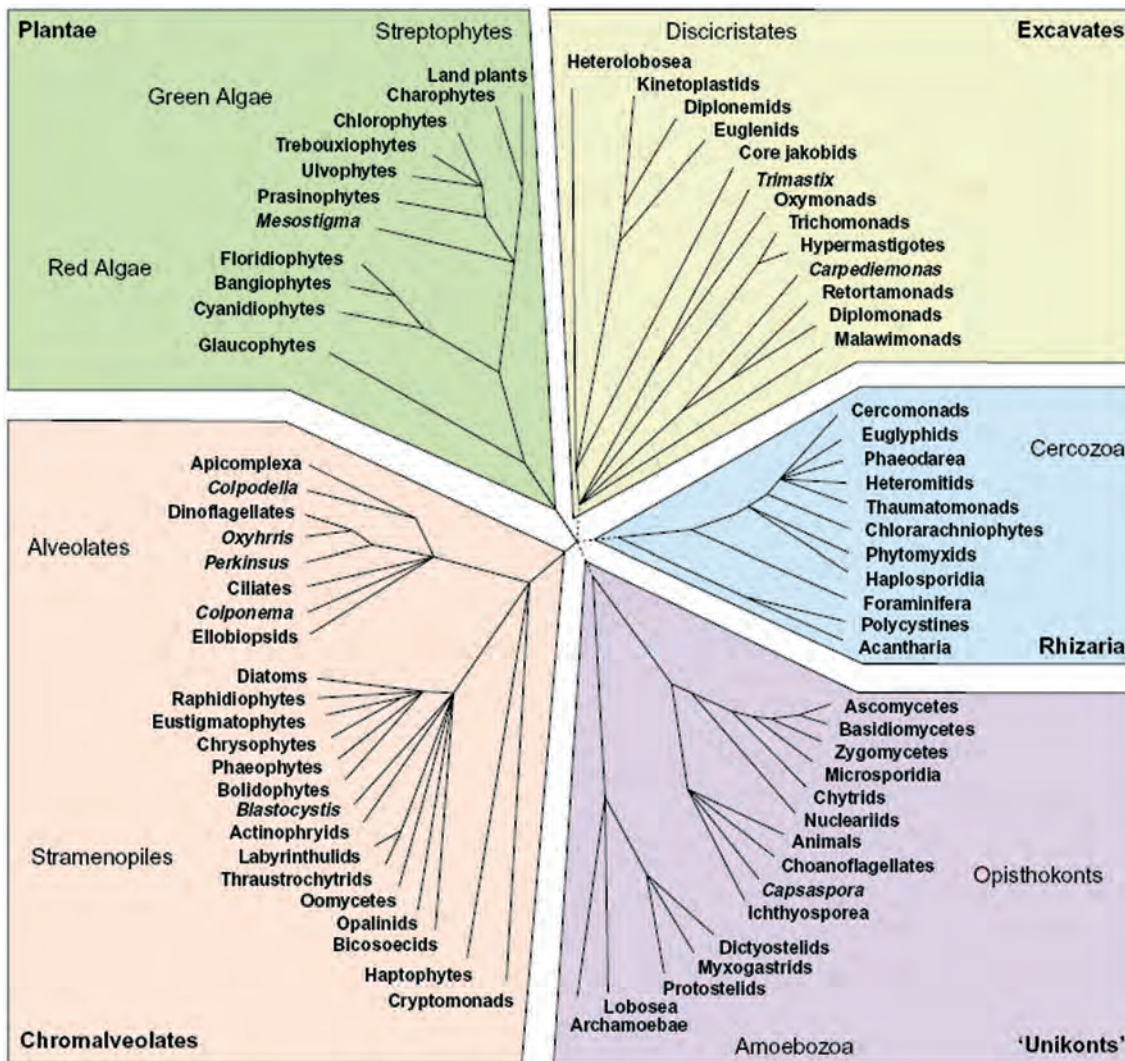 Plantae
Streptophytes
Land plants
Green Algae
Charophytes
Chlorophytes
Trebouxiophytes
Ulvophytes
Prasinophytes
Mesostigma
Red Algae
Floridiophytes
Bangiophytes
Cyanidiophytes
Glaucophytes
Discicristates
Excavates
Heterolobosea
Kinetoplastids
Diplonemids
Euglenids
Core jakobids
Trimastix
Oxymonads
Trichomonads
Hypermastigotes
Carpediemonas
Retortamonads
Diplomonads
Malawimonads
Cercomonads
Euglyphids
Cercozoa
Phaeodarea
Heteromitids
Thaumatomonads
Chlorarachniophytes
Phytomyxids
Haplosporidia
Foraminifera
Polycystines
Acantharia
Rhizaria
Apicomplexa
Colpodella
Dinoflagellates
Alveolates
Oxyhrris
Perkinsus
Ciliates
Colponema
Ellobiopsids
Diatoms
Raphidiophytes
Eustigmatophytes
Chrysophytes
Phaeophytes
Bolidophytes
Blastocystis
Actinophryids
Stramenopiles
Labyrinthulids
Thraustrochytrids
Oomycetes
Opalinids
Bicosoecids
Haptophytes
Cryptomonads
Chromalveolates
Ascomycetes
Basidiomycetes
Zygomycetes
Microsporidia
Chytrids
Nucleariids
Animals
Choanoflagellates
Opisthokonts
Capsaspora
Ichthyosporea
Dictyostelids
Myxogastrids
Protostelids
Lobosea
Archamoebae
Amoebozoa
'Unikonts'